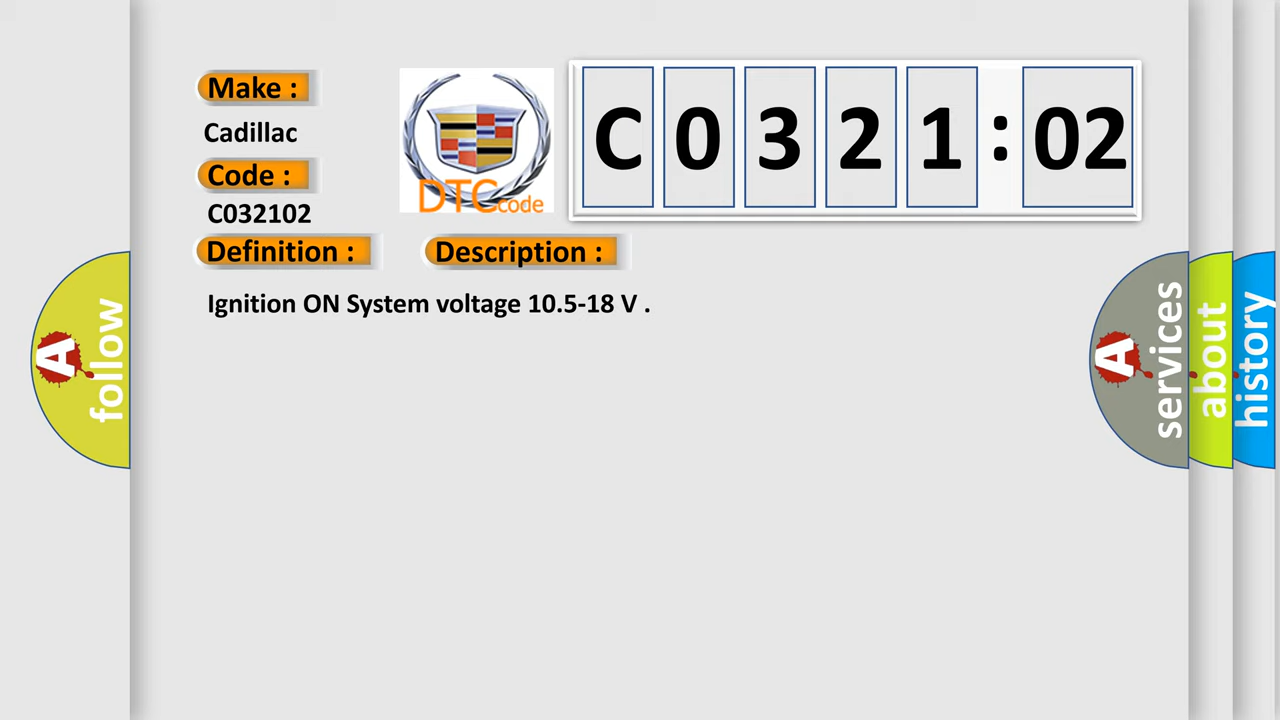 Make :
Cadillac
Code :
C032102
Definition :
Description :
Ignition ON System voltage 10.5-18 V .
DTC code
C 0 3 2 1 : 02
A follow
A services
about
history